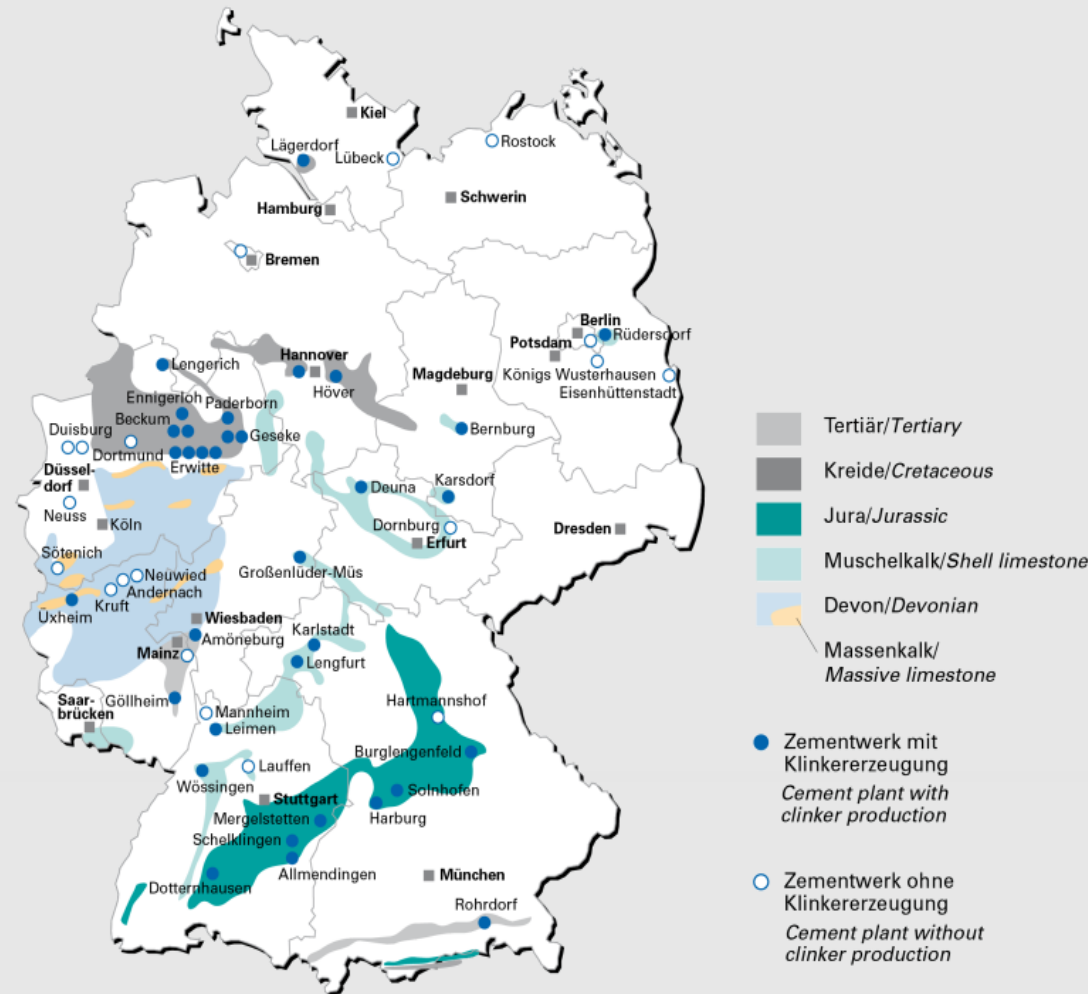 Kiel
Lägerdorf
Lübeck
Rostock
Schwerin
Hamburg
Bremen
Berlin
Rüdersdorf
Potsdam
Königs Wusterhausen
Eisenhüttenstadt
Lengerich
Hannover
Höver
Magdeburg
Bernburg
Ennigerloh
Paderborn
Beckum
Duisburg
Geseke
Dortmund
Erwitte
Düssel-
dorf
Neuss
Köln
Deuna
Karsdorf
Dornburg
Erfurt
Dresden
Sötenich
Großenlüder-Müs
Neuwied
Andernach
Kruft
Üxheim
Wiesbaden
Amöneburg
Mainz
Karlstadt
Lengfurt
Göllheim
Saar-
brücken
Mannheim
Leimen
Hartmannshof
Burglengenfeld
Lauffen
Wössingen
Stuttgart
Solnhofen
Harburg
Mergelstetten
Schelklingen
Allmendingen
Dotternhausen
München
Rohrdorf
Tertiär/Tertiary
Kreide/Cretaceous
Jura/Jurassic
Muschelkalk/Shell limestone
Devon/Devonian
Massenkalk/
Massive limestone
Zementwerk mit
Klinkererzeugung
Cement plant with
clinker production
Zementwerk ohne
Klinkererzeugung
Cement plant without
clinker production